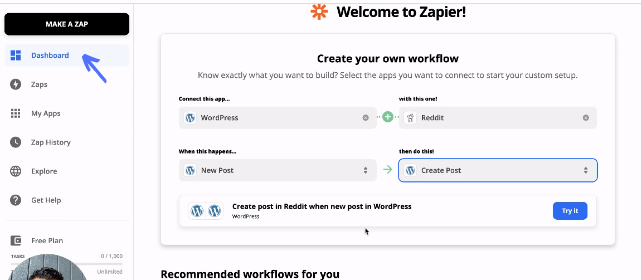 Welcome to Zapier!
MAKE A ZAP
Dashboard
Zaps
My Apps
Zap History
Explore
Get Help
Free Plan
TASKS 0 / 1,300
Unlimited
Create your own workflow
Know exactly what you want to build? Select the apps you want to connect to start your custom setup.
Connect this app... with this one!
WordPress Reddit
When this happens... then do this!
New Post Create Post
Create post in Reddit when new post in WordPress
WordPress
Try it
Recommended workflows for you